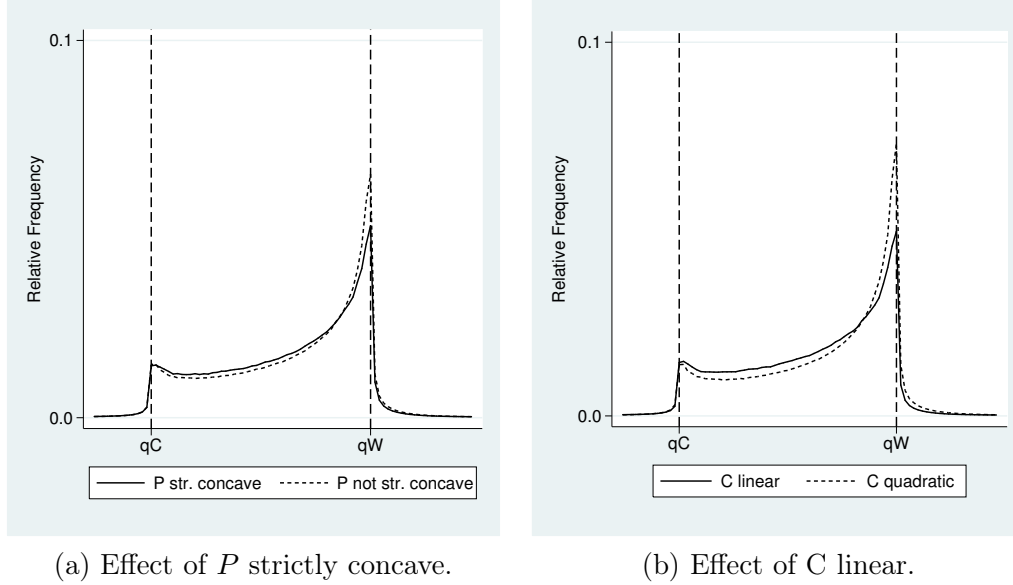 0.1
Relative Frequency
0.0
qC
qW
P str. concave
P not str. concave
(a) Effect of P strictly concave.
0.1
Relative Frequency
0.0
qC
qW
C linear
C quadratic
(b) Effect of C linear.